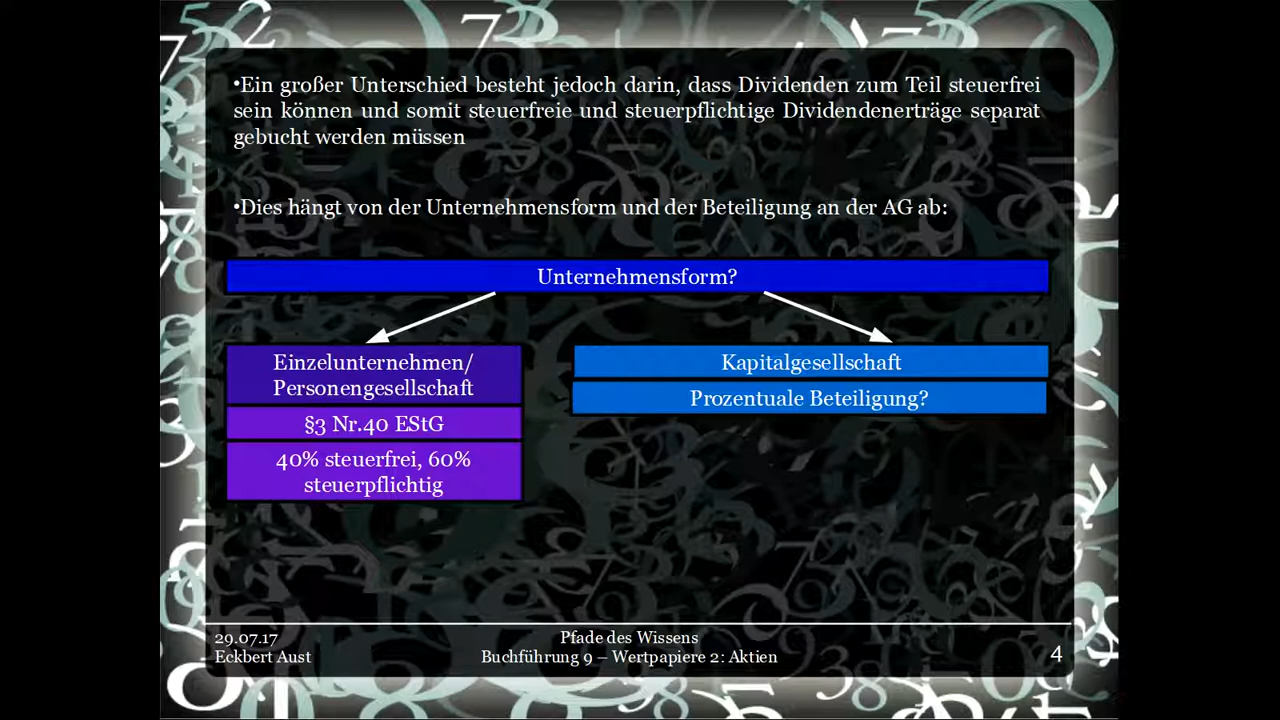 •Ein großer Unterschied besteht jedoch darin, dass Dividenden zum Teil steuerfrei
sein können und somit steuerfreie und steuerpflichtige Dividendenerträge separat
gebucht werden müssen
•Dies hängt von der Unternehmensform und der Beteiligung an der AG ab:
Unternehmensform?
Einzelunternehmen/
Personengesellschaft
§3 Nr.40 EStG
40% steuerfrei, 60%
steuerpflichtig
Kapitalgesellschaft
Prozentuale Beteiligung?
29.07.17
Eckbert Aust
Pfade des Wissens
Buchführung 9 – Wertpapiere 2: Aktien
4